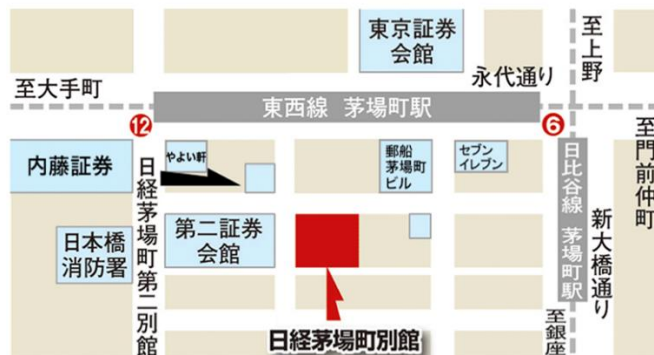 東京証券
会館
至上野
永代通り
至大手町
東西線 茅場町駅
⑫
⑥
至門前仲町
内藤証券
やよい軒
郵船
茅場町
ビル
セブン
イレブン
日比谷線 茅場町駅
日経茅場町第二別館
第二証券
会館
日本橋
消防署
新大橋通り
至銀座
日経茅場町別館